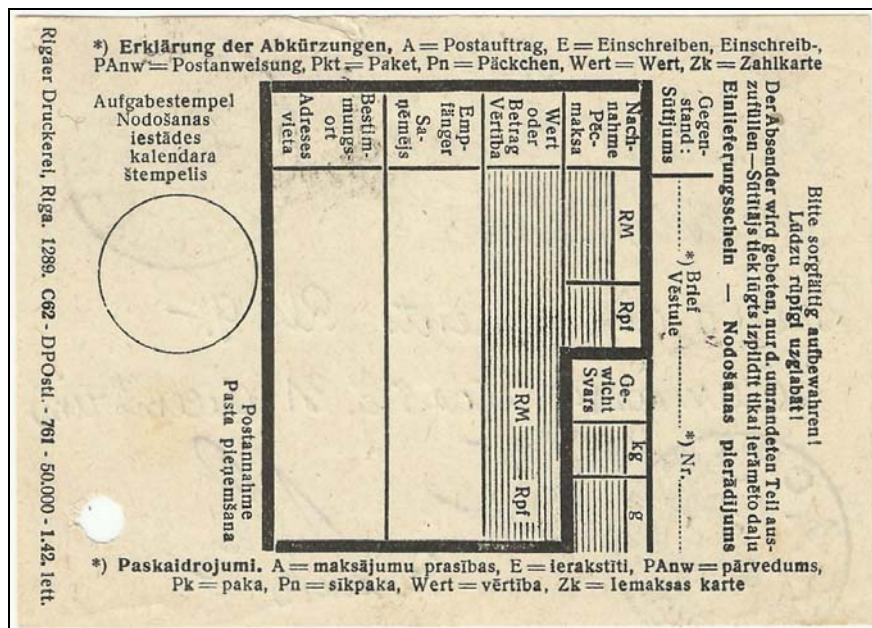 *) Erklärung der Abkürzungen, A = Postauftrag, E = Einschreiben, Einschreib-,
PAnw = Postanweisung, Pkt = Paket, Pn = Päckchen, Wert = Wert, Zk = Zahlkarte
Bitte sorgfältig aufbewahren!
Lūdzu rūpīgi uzglabāt!
Der Absender wird gebeten, nur d. umrandeten Teil aus-
zufüllen — Sūtītājs tiek lūgts izpildīt tikai ierāmēto daļu
Einlieferungsschein — Nodošanas pierādījums
Gegen-
stand:
Sūtījums
*) Brief
Vēstule
*) Nr.
Nach-
nahme
Pēc-
maksa
RM
Rpf
Ge-
wicht
Svars
kg
g
Wert
oder
Betrag
Vērtība
RM
Rpf
Emp-
fänger
Sa-
ņēmējs
Bestim-
mungs-
ort
Adreses
vieta
Aufgabestempel
Nodošanas
iestādes
kalendara
štempelis
Postannahme
Pasta pieņemšana
Rigaer Druckerei, Riga. 1289. C62 - DPOstl. - 761 - 50.000 - 1.42. lett.
*) Paskaidrojumi. A = maksājumu prasības, E = ierakstīti, PAnw = pārvedums,
Pk = paka, Pn = sīkpaka, Wert = vērtība, Zk = Iemaksas karte